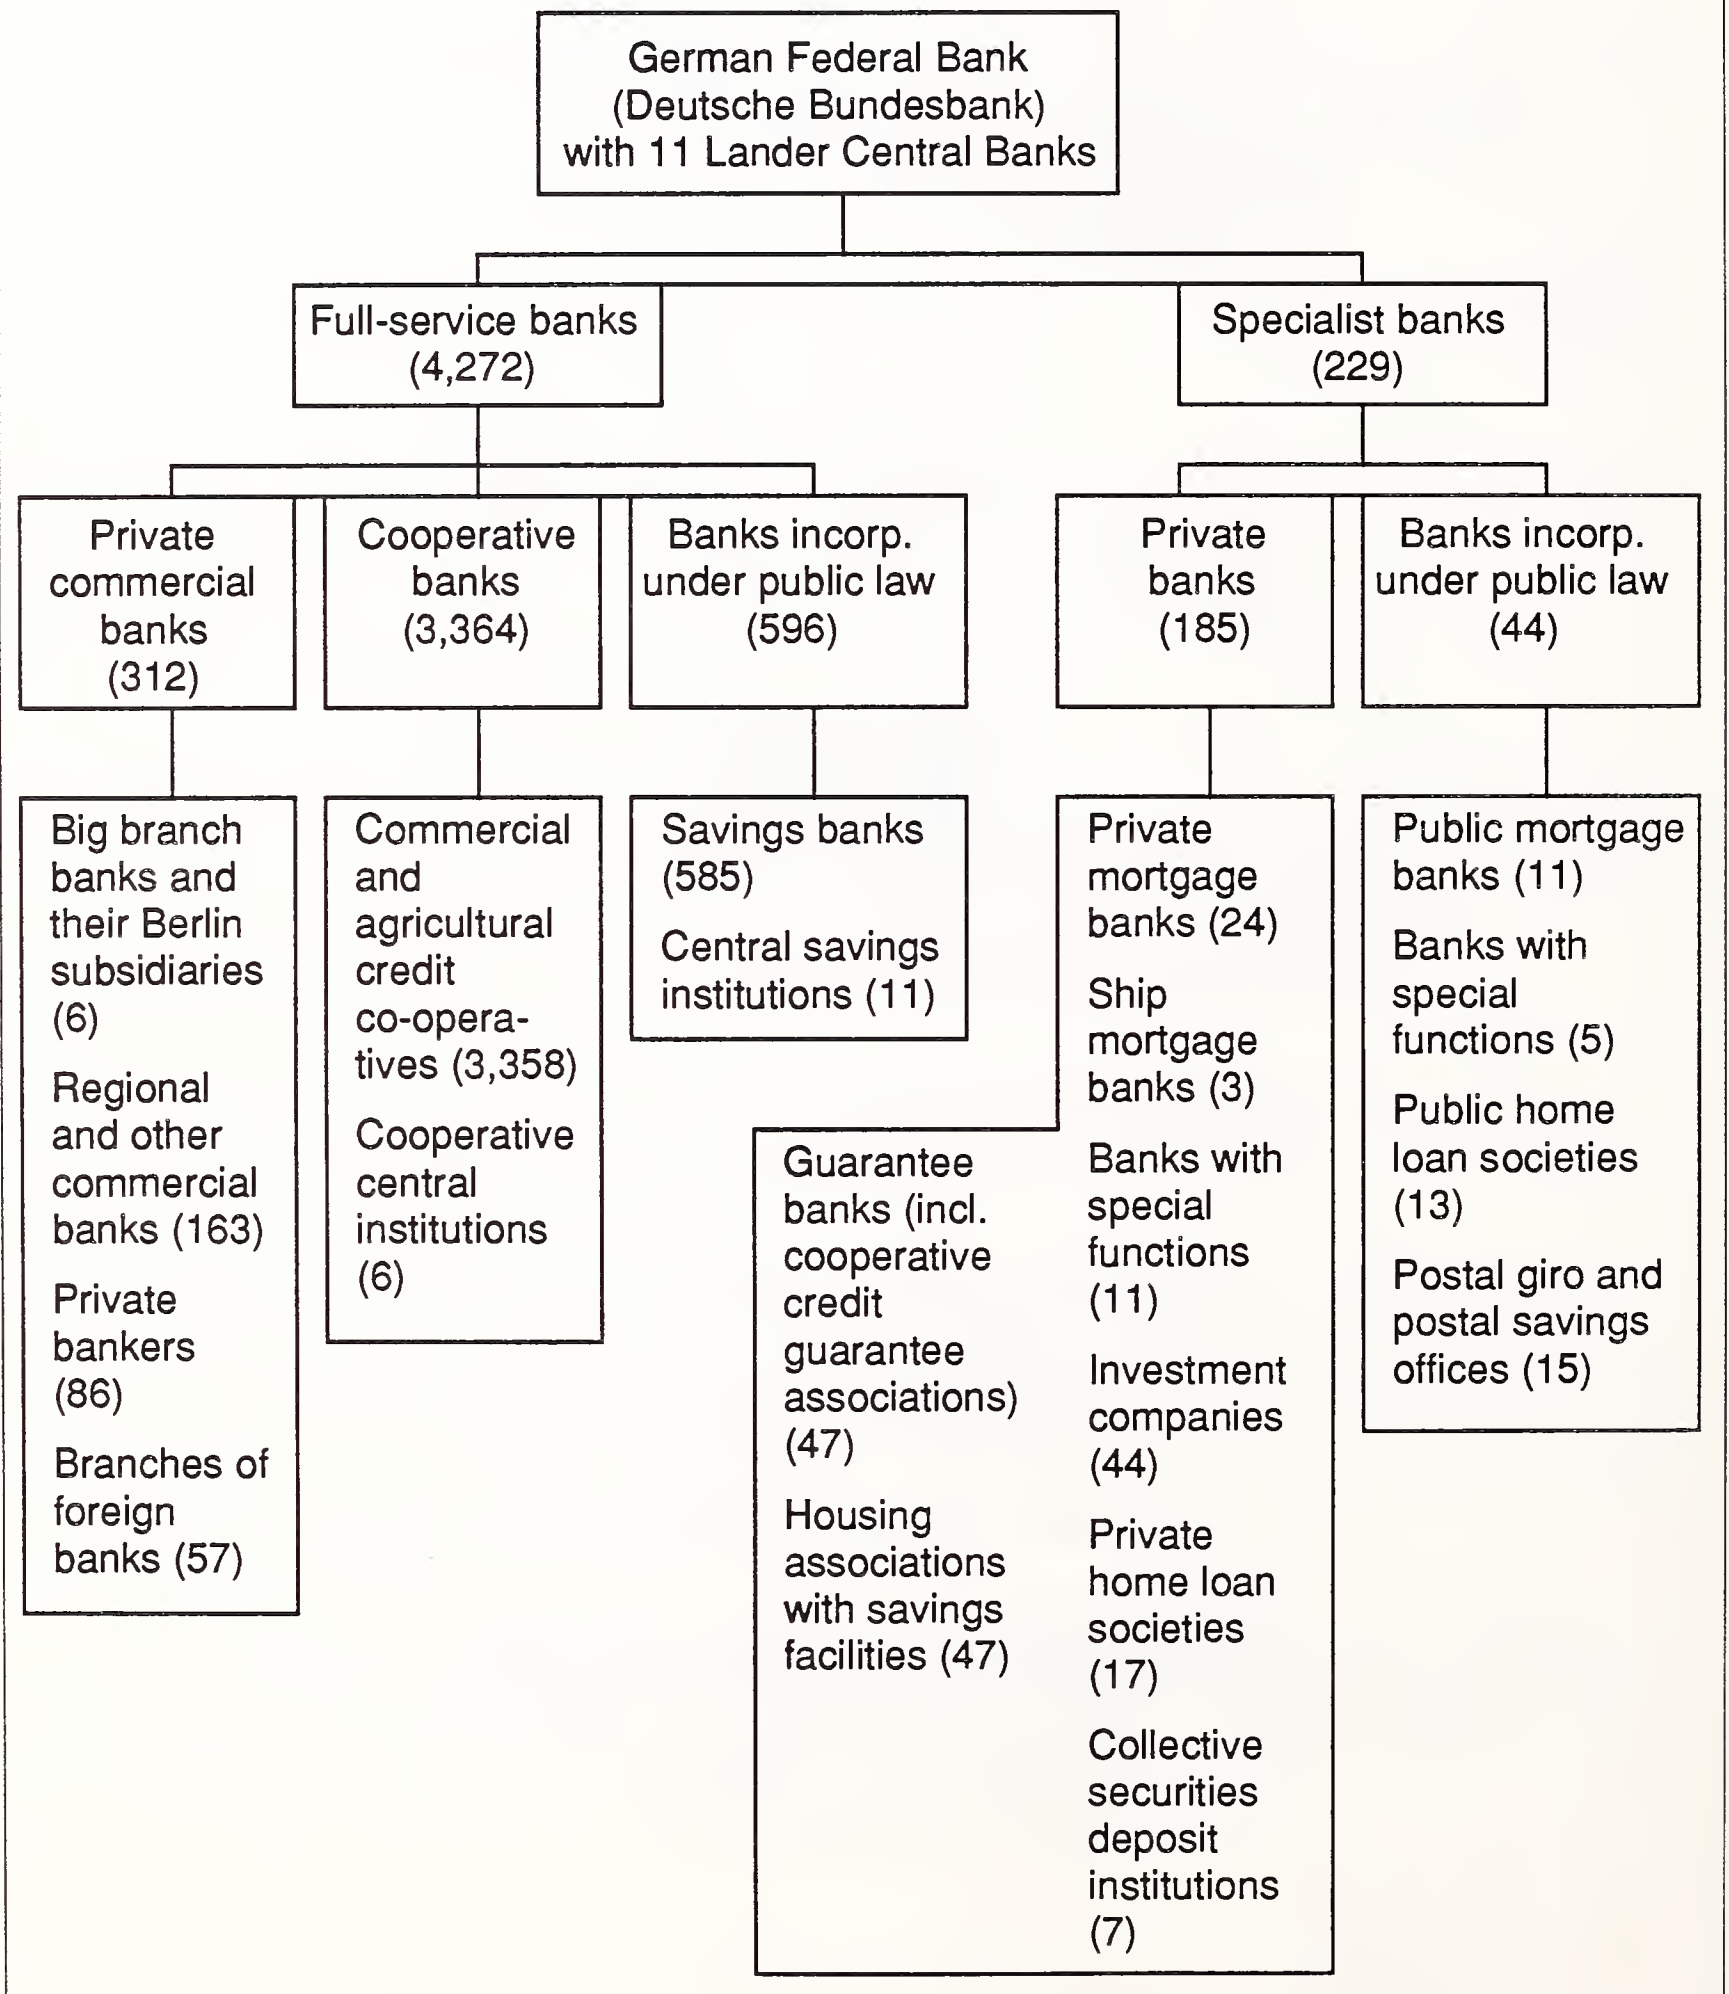 German Federal Bank
(Deutsche Bundesbank)
with 11 Lander Central Banks
Full-service banks
(4,272)
Specialist banks
(229)
Private
commercial
banks
(312)
Cooperative
banks
(3,364)
Banks incorp.
under public law
(596)
Private
banks
(185)
Banks incorp.
under public law
(44)
Big branch
banks and
their Berlin
subsidiaries
(6)
Regional
and other
commercial
banks (163)
Private
bankers
(86)
Branches of
foreign
banks (57)
Commercial
and
agricultural
credit
co-opera-
tives (3,358)
Cooperative
central
institutions
(6)
Savings banks
(585)
Central savings
institutions (11)
Guarantee
banks (incl.
cooperative
credit
guarantee
associations)
(47)
Housing
associations
with savings
facilities (47)
Private
mortgage
banks (24)
Ship
mortgage
banks (3)
Banks with
special
functions
(11)
Investment
companies
(44)
Private
home loan
societies
(17)
Collective
securities
deposit
institutions
(7)
Public mortgage
banks (11)
Banks with
special
functions (5)
Public home
loan societies
(13)
Postal giro and
postal savings
offices (15)